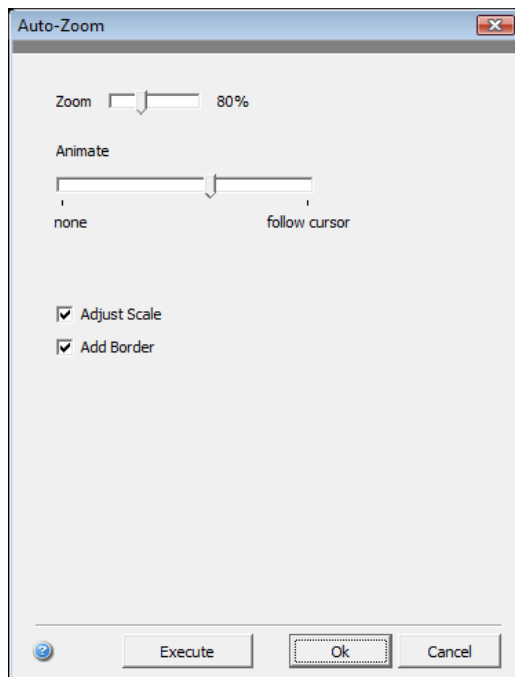 Auto-Zoom
Zoom 80%
Animate
none follow cursor
Adjust Scale
Add Border
? Execute Ok Cancel